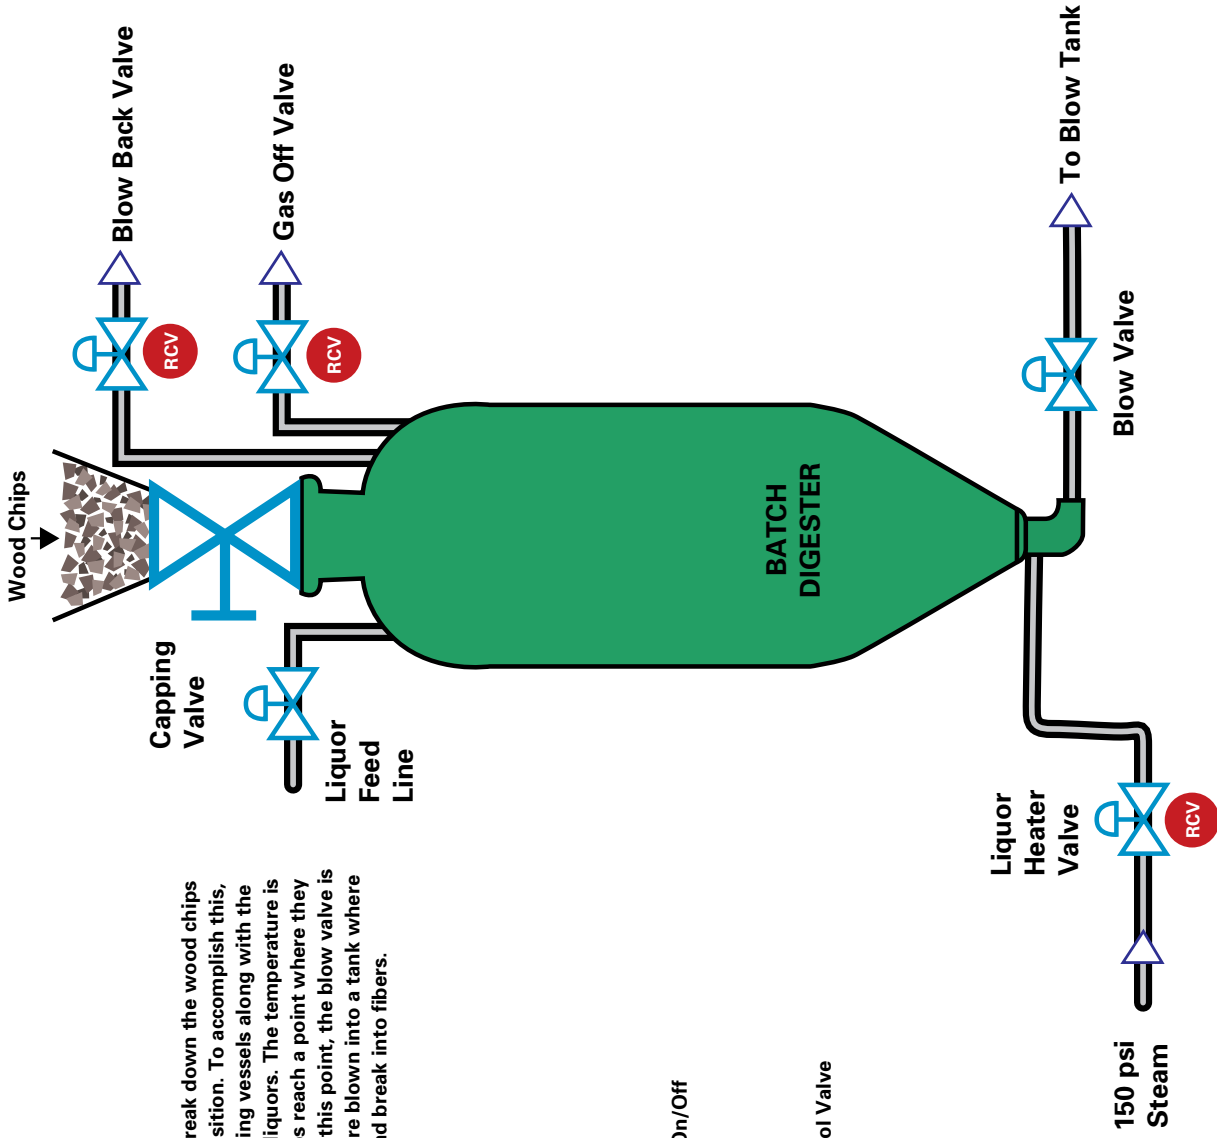 Wood Chips
Blow Back Valve
RCV
Gas Off Valve
RCV
Capping
Valve
Liquor
Feed
Line
BATCH
DIGESTER
To Blow Tank
Blow Valve
Liquor
Heater
Valve
RCV
150 psi
Steam
reak down the wood chips
sition. To accomplish this,
ing vessels along with the
liquors. The temperature is
s reach a point where they
this point, the blow valve is
re blown into a tank where
nd break into fibers.
On/Off
ol Valve